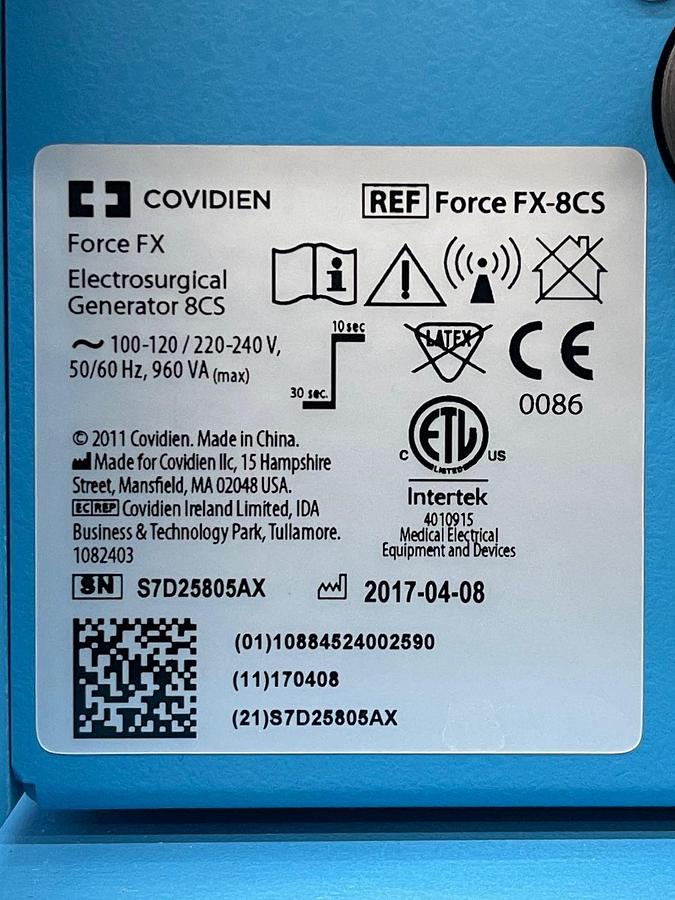 COVIDIEN
REF Force FX-8CS
Force FX
Electrosurgical
Generator 8CS
~ 100-120 / 220-240 V,
50/60 Hz, 960 VA (max)
10 sec
30 sec.
LATEX
CE
0086
© 2011 Covidien. Made in China.
Made for Covidien llc, 15 Hampshire
Street, Mansfield, MA 02048 USA.
EC REP Covidien Ireland Limited, IDA
Business & Technology Park, Tullamore.
1082403
C ETL US
LISTED
Intertek
4010915
Medical Electrical
Equipment and Devices
SN S7D25805AX
2017-04-08
(01)10884524002590
(11)170408
(21)S7D25805AX